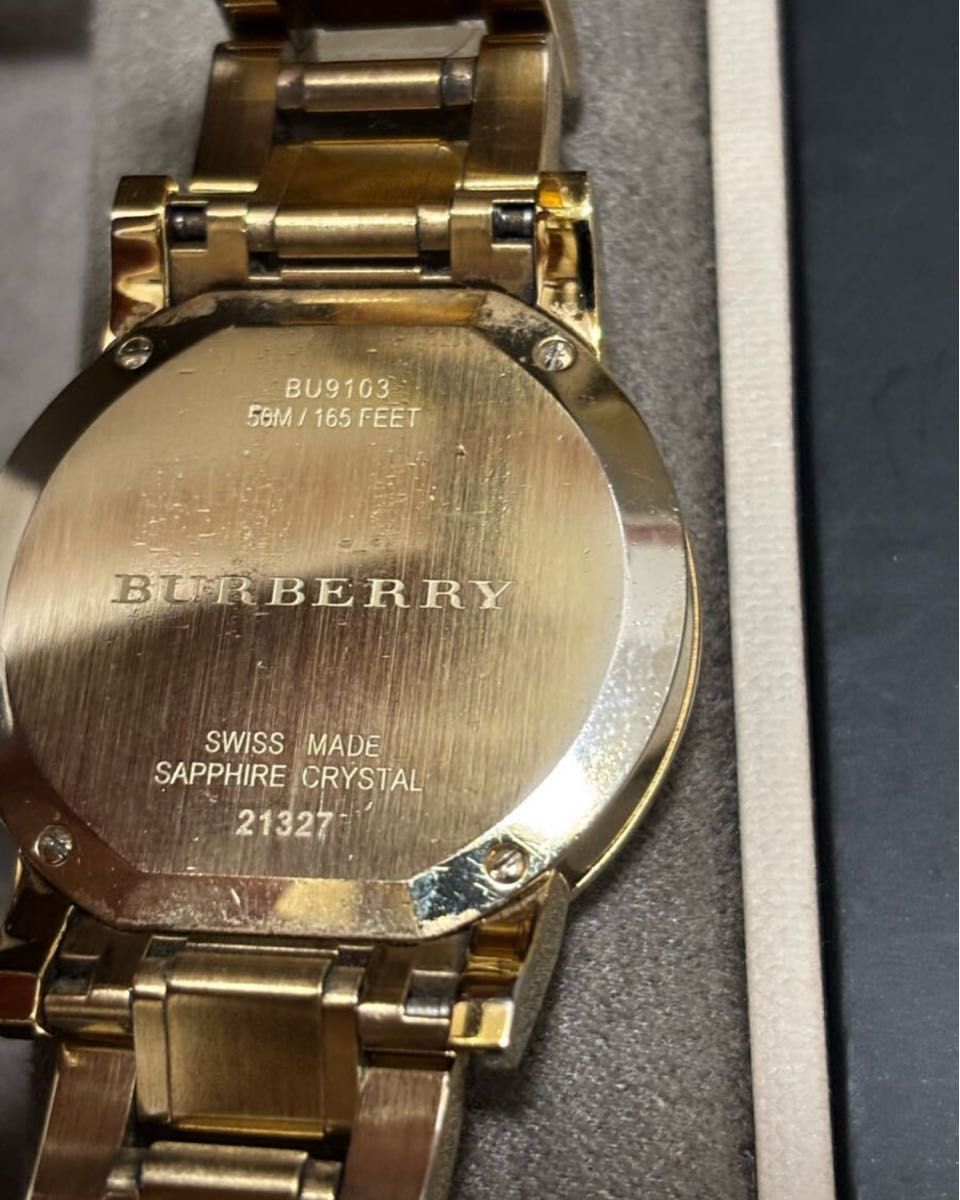 BU9103
50M / 165 FEET
BURBERRY
SWISS MADE
SAPPHIRE CRYSTAL
21327